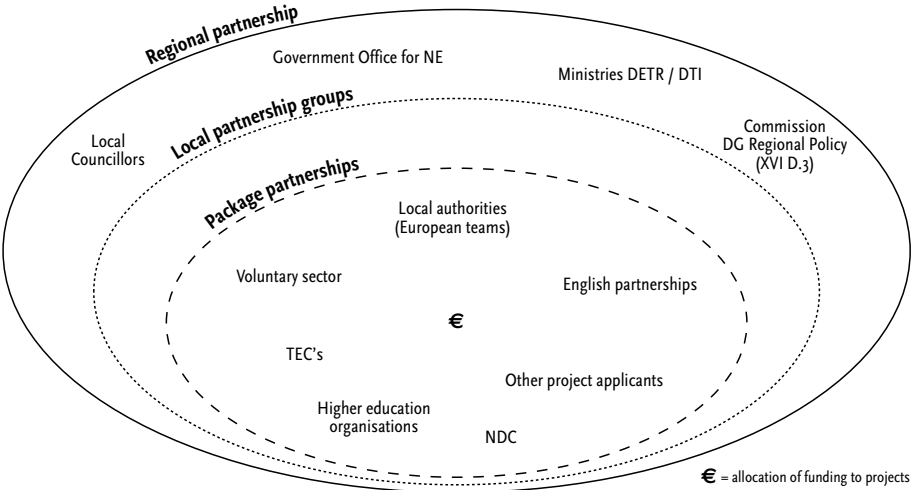 Regional partnership
Government Office for NE
Ministries DETR / DTI
Local partnership groups
Local
Councillors
Commission
DG Regional Policy
(XVI D.3)
Package partnerships
Local authorities
(European teams)
Voluntary sector
English partnerships
€
TEC's
Other project applicants
Higher education
organisations
NDC
€ = allocation of funding to projects